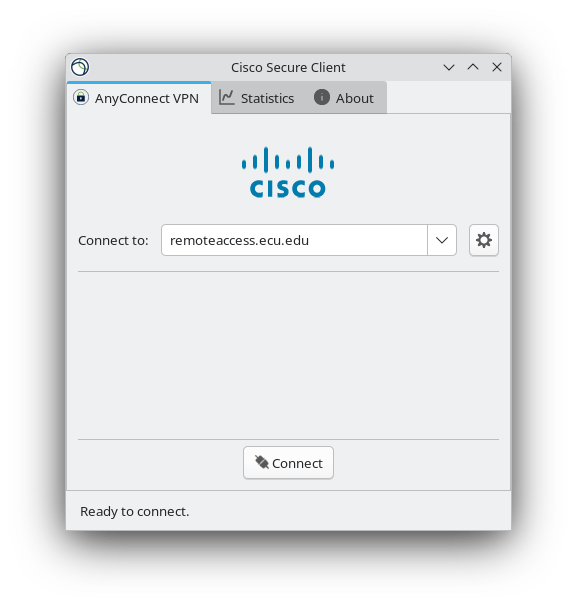 Cisco Secure Client
AnyConnect VPN Statistics About
CISCO
Connect to: remoteaccess.ecu.edu
Connect
Ready to connect.